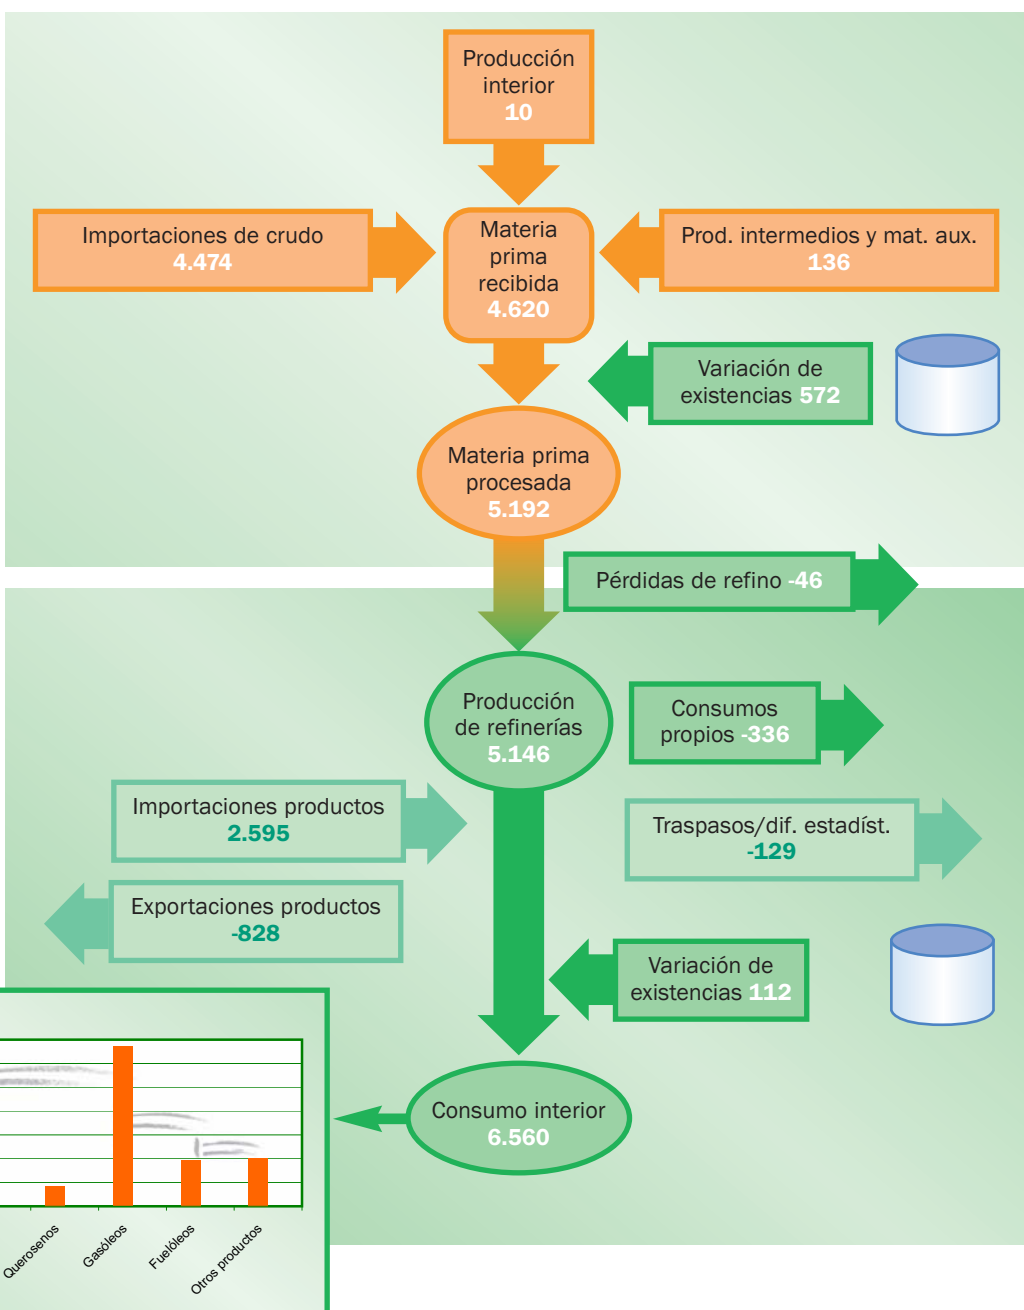 Producción
interior
10
Importaciones de crudo
4.474
Materia
prima
recibida
4.620
Prod. intermedios y mat. aux.
136
Variación de
existencias 572
Materia prima
procesada
5.192
Pérdidas de refino -46
Producción
de refinerías
5.146
Consumos
propios -336
Importaciones productos
2.595
Traspasos/dif. estadíst.
-129
Exportaciones productos
-828
Variación de
existencias 112
Consumo interior
6.560
Querosenos
Gasóleos
Fuelóleos
Otros productos